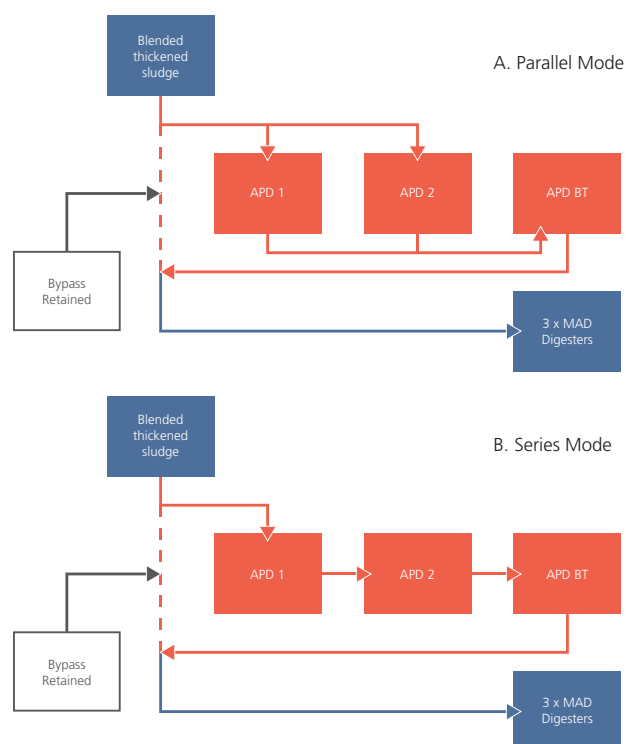 Blended
thickened
sludge
A. Parallel Mode
APD 1
APD 2
APD BT
Bypass
Retained
3 x MAD
Digesters
Blended
thickened
sludge
B. Series Mode
APD 1
APD 2
APD BT
Bypass
Retained
3 x MAD
Digesters